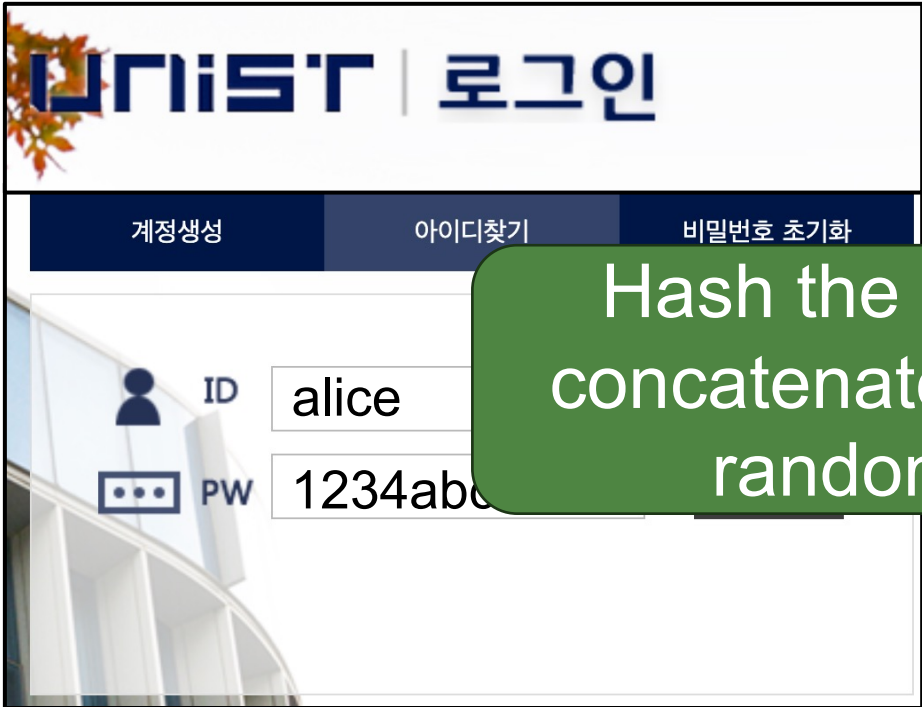 UNIST 로그인
계정생성 아이디찾기 비밀번호 초기화
Hash the
concatenat
random
ID alice
PW 1234abc